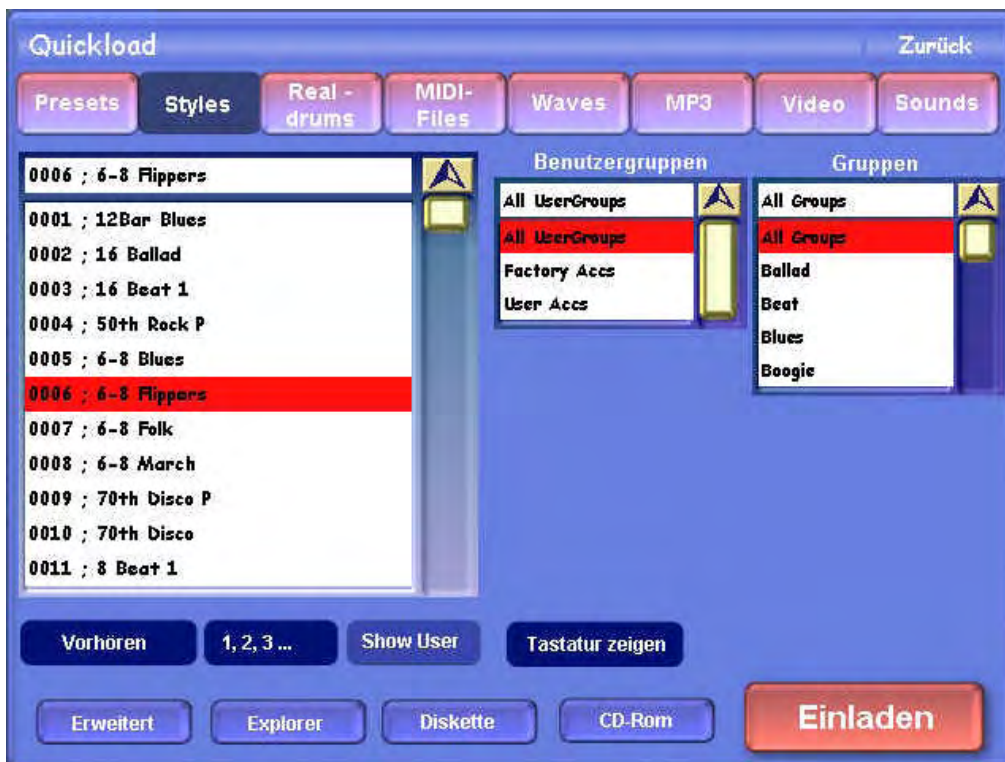 Quickload
Zurück
Presets
Styles
Real -
drums
MIDI-
Files
Waves
MP3
Video
Sounds
0006 ; 6-8 Flippers
0001 ; 12Bar Blues
0002 ; 16 Ballad
0003 ; 16 Beat 1
0004 ; 50th Rock P
0005 ; 6-8 Blues
0006 ; 6-8 Flippers
0007 ; 6-8 Folk
0008 ; 6-8 March
0009 ; 70th Disco P
0010 ; 70th Disco
0011 ; 8 Beat 1
Benutzergruppen
All UserGroups
All UserGroups
Factory Accs
User Accs
Gruppen
All Groups
All Groups
Ballad
Beat
Blues
Boogie
Vorhören
1, 2, 3 ...
Show User
Tastatur zeigen
Erweitert
Explorer
Diskette
CD-Rom
Einladen